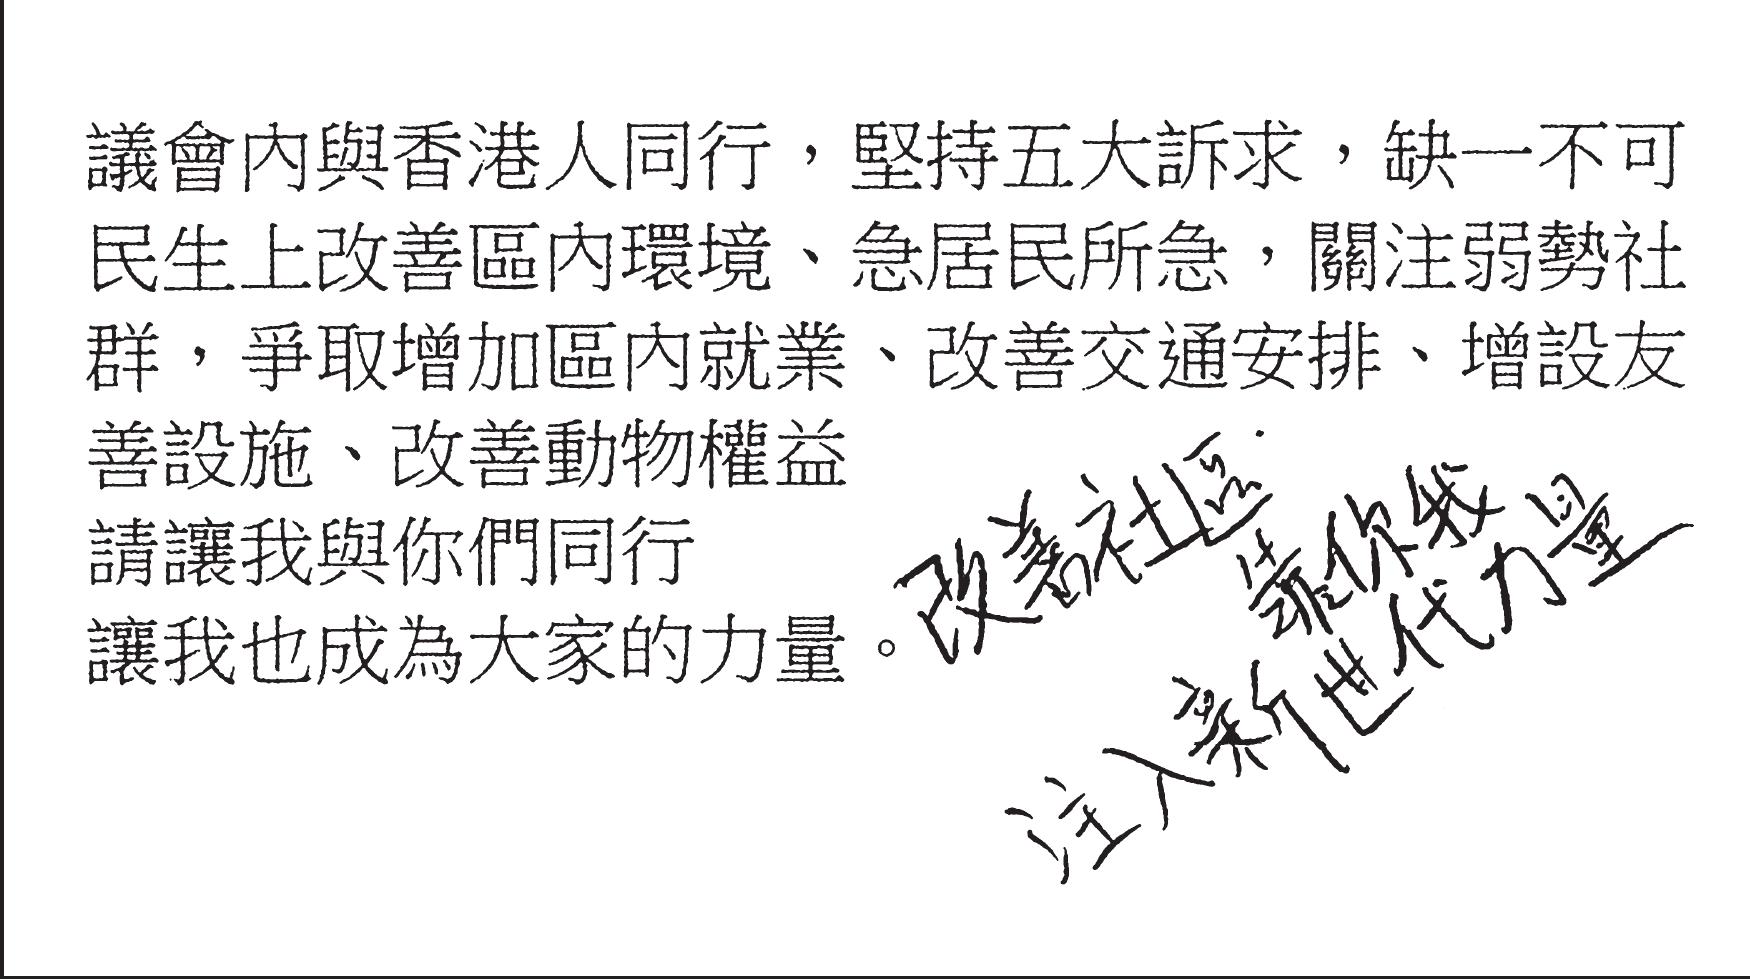 議會內與香港人同行，堅持五大訴求，缺一不可
民生上改善區內環境、急居民所急，關注弱勢社
群，爭取增加區內就業、改善交通安排、增設友
善設施、改善動物權益
請讓我與你們同行
讓我也成為大家的力量。
改善社區
靠你我
注入新世代力量